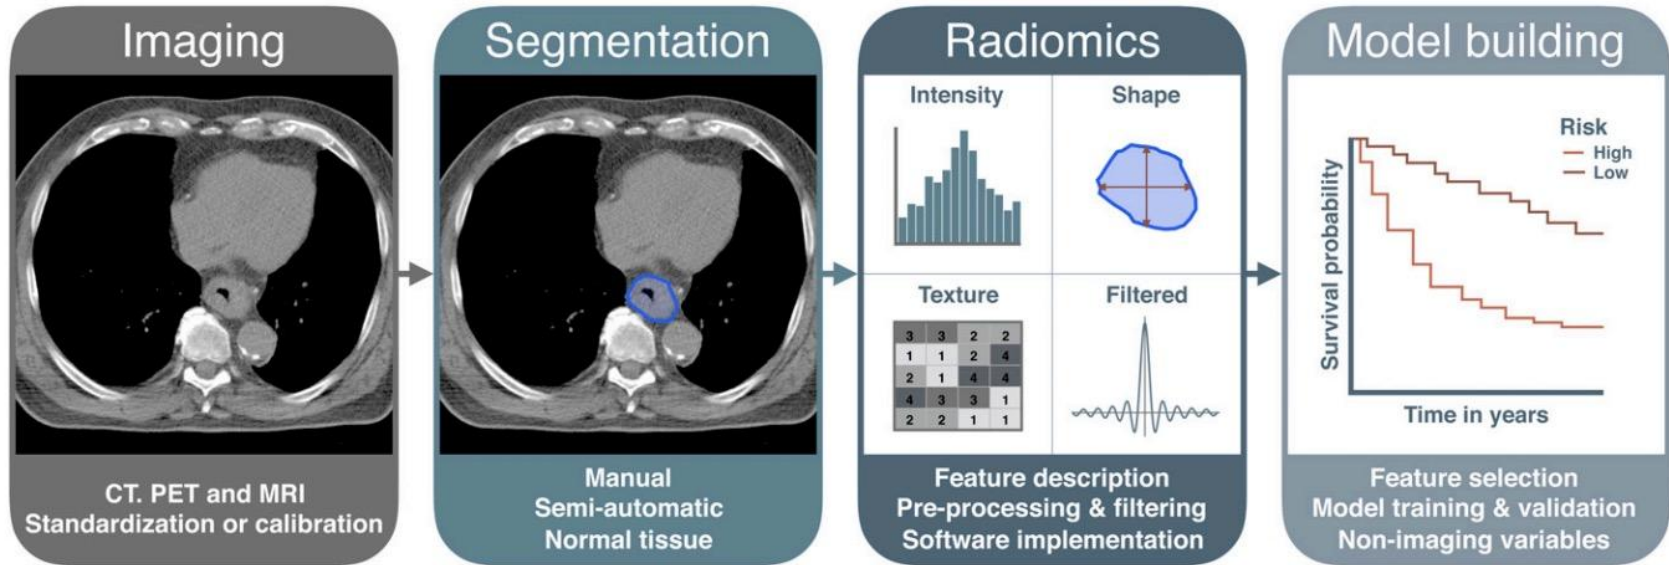 Imaging
CT. PET and MRI
Standardization or calibration
Segmentation
Manual
Semi-automatic
Normal tissue
Radiomics
Intensity
Shape
Texture
Filtered
3 3 2 2
1 1 2 4
2 1 4 4
4 3 3 1
2 2 1 1
Feature description
Pre-processing & filtering
Software implementation
Model building
Risk
High
Low
Survival probability
Time in years
Feature selection
Model training & validation
Non-imaging variables